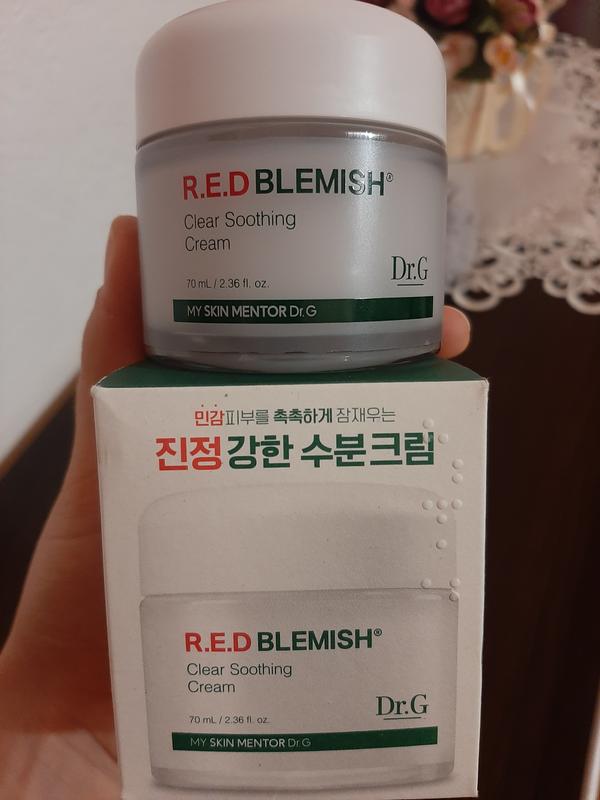 R.E.D BLEMISH®
Clear Soothing
Cream
70 mL / 2.36 fl. oz.
Dr.G
MY SKIN MENTOR Dr.G
민감피부를 촉촉하게 잠재우는
진정 강한 수분크림
R.E.D BLEMISH®
Clear Soothing
Cream
70 mL / 2.36 fl. oz.
Dr.G
MY SKIN MENTOR Dr.G